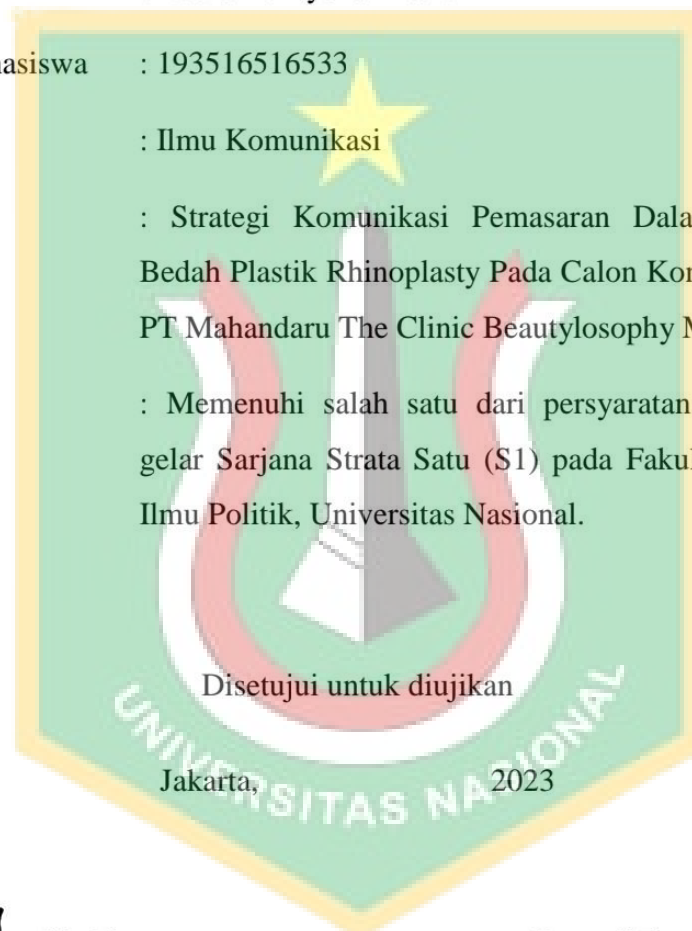 asiswa : 193516516533
: Ilmu Komunikasi
: Strategi Komunikasi Pemasaran Dala
Bedah Plastik Rhinoplasty Pada Calon Kon
PT Mahandaru The Clinic Beautylosophy M
: Memenuhi salah satu dari persyaratan
gelar Sarjana Strata Satu (S1) pada Fakul
Ilmu Politik, Universitas Nasional.
Disetujui untuk diujikan
Jakarta, 2023
UNIVERSITAS NASIONAL